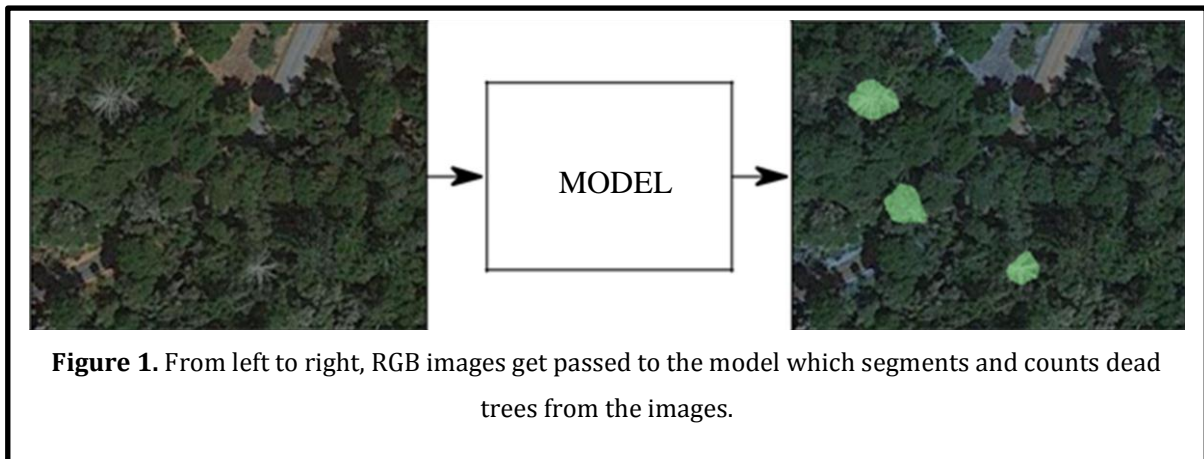 MODEL
Figure 1. From left to right, RGB images get passed to the model which segments and counts dead
trees from the images.